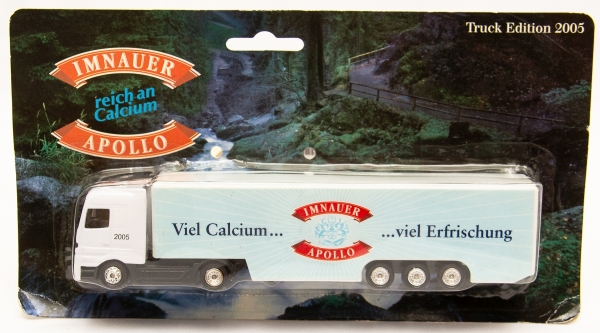 Truck Edition 2005
IMNAUER
reich an
Calcium
APOLLO
Viel Calcium...
IMNAUER
APOLLO
...viel Erfrischung
2005